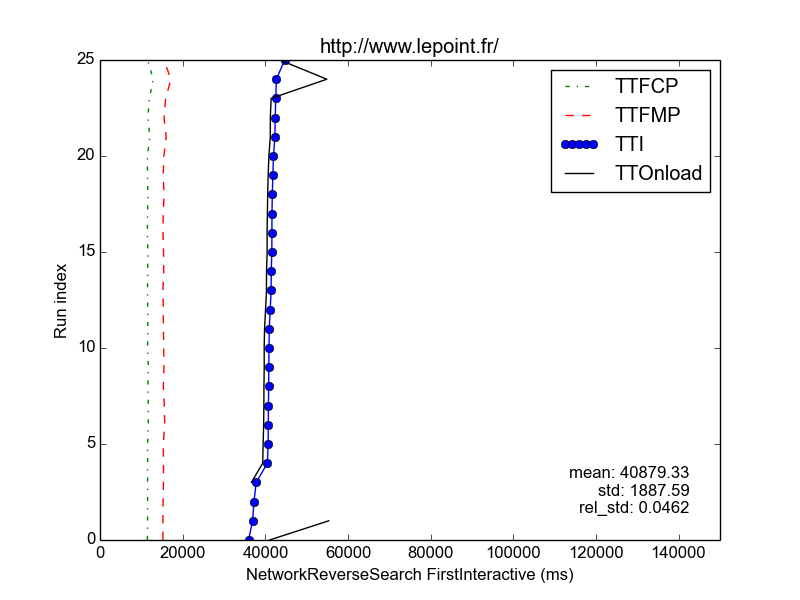 http://www.lepoint.fr/
25
20
15
10
5
0
Run index
TTFCP
TTFMP
TTI
TTOnload
mean: 40879.33
std: 1887.59
rel_std: 0.0462
0 20000 40000 60000 80000 100000 120000 140000
NetworkReverseSearch FirstInteractive (ms)